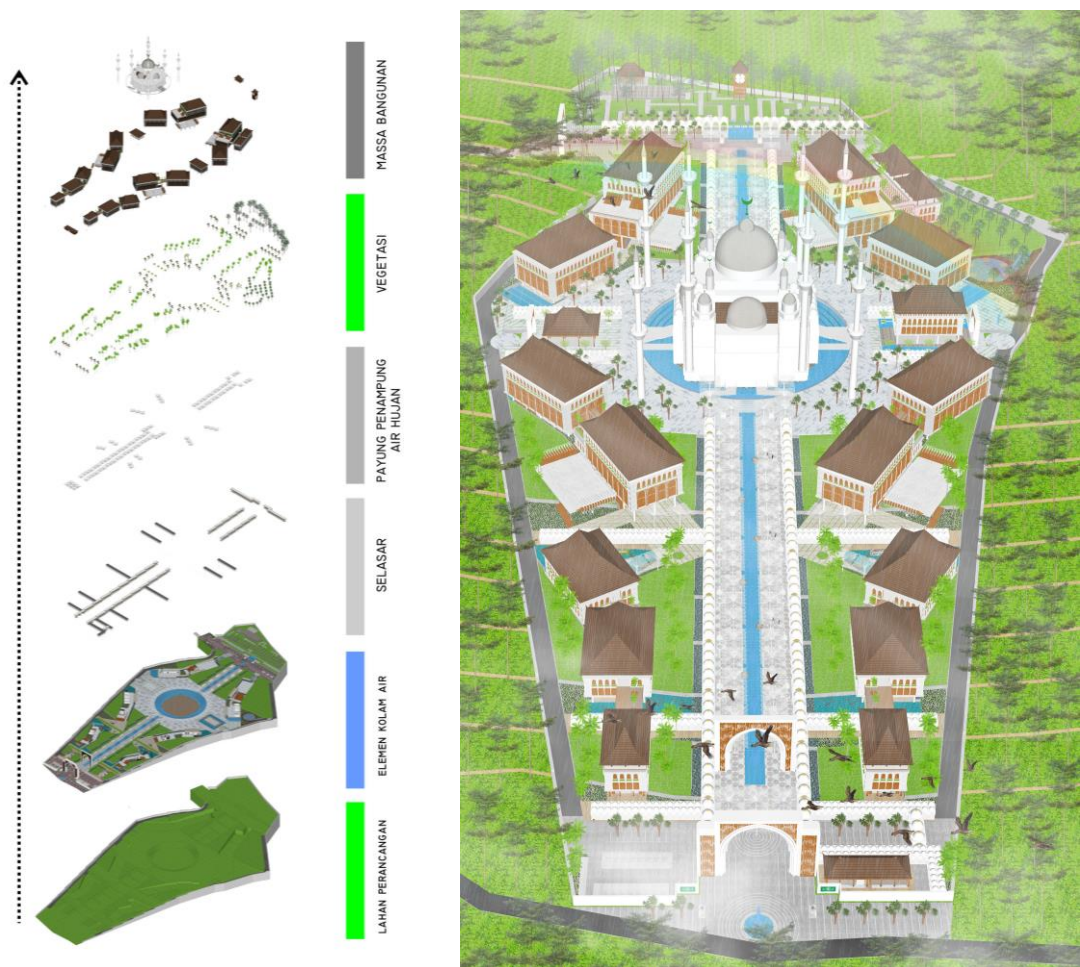 MASSA BANGUNAN
VEGETASI
PAYUNG PENAMPUNG
AIR HUJAN
SELASAR
ELEMEN KOLAM AIR
LAHAN PERANCANGAN